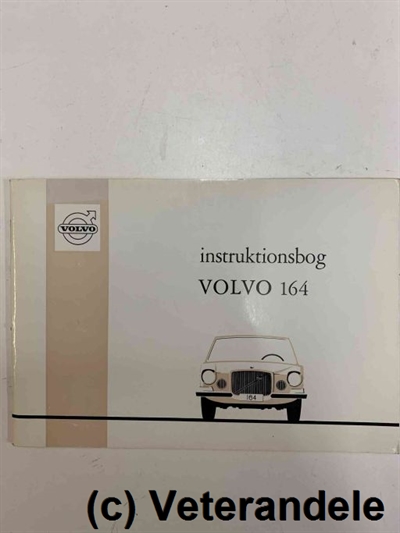 VOLVO
instruktionsbog
VOLVO 164
164
(c) Veterandele